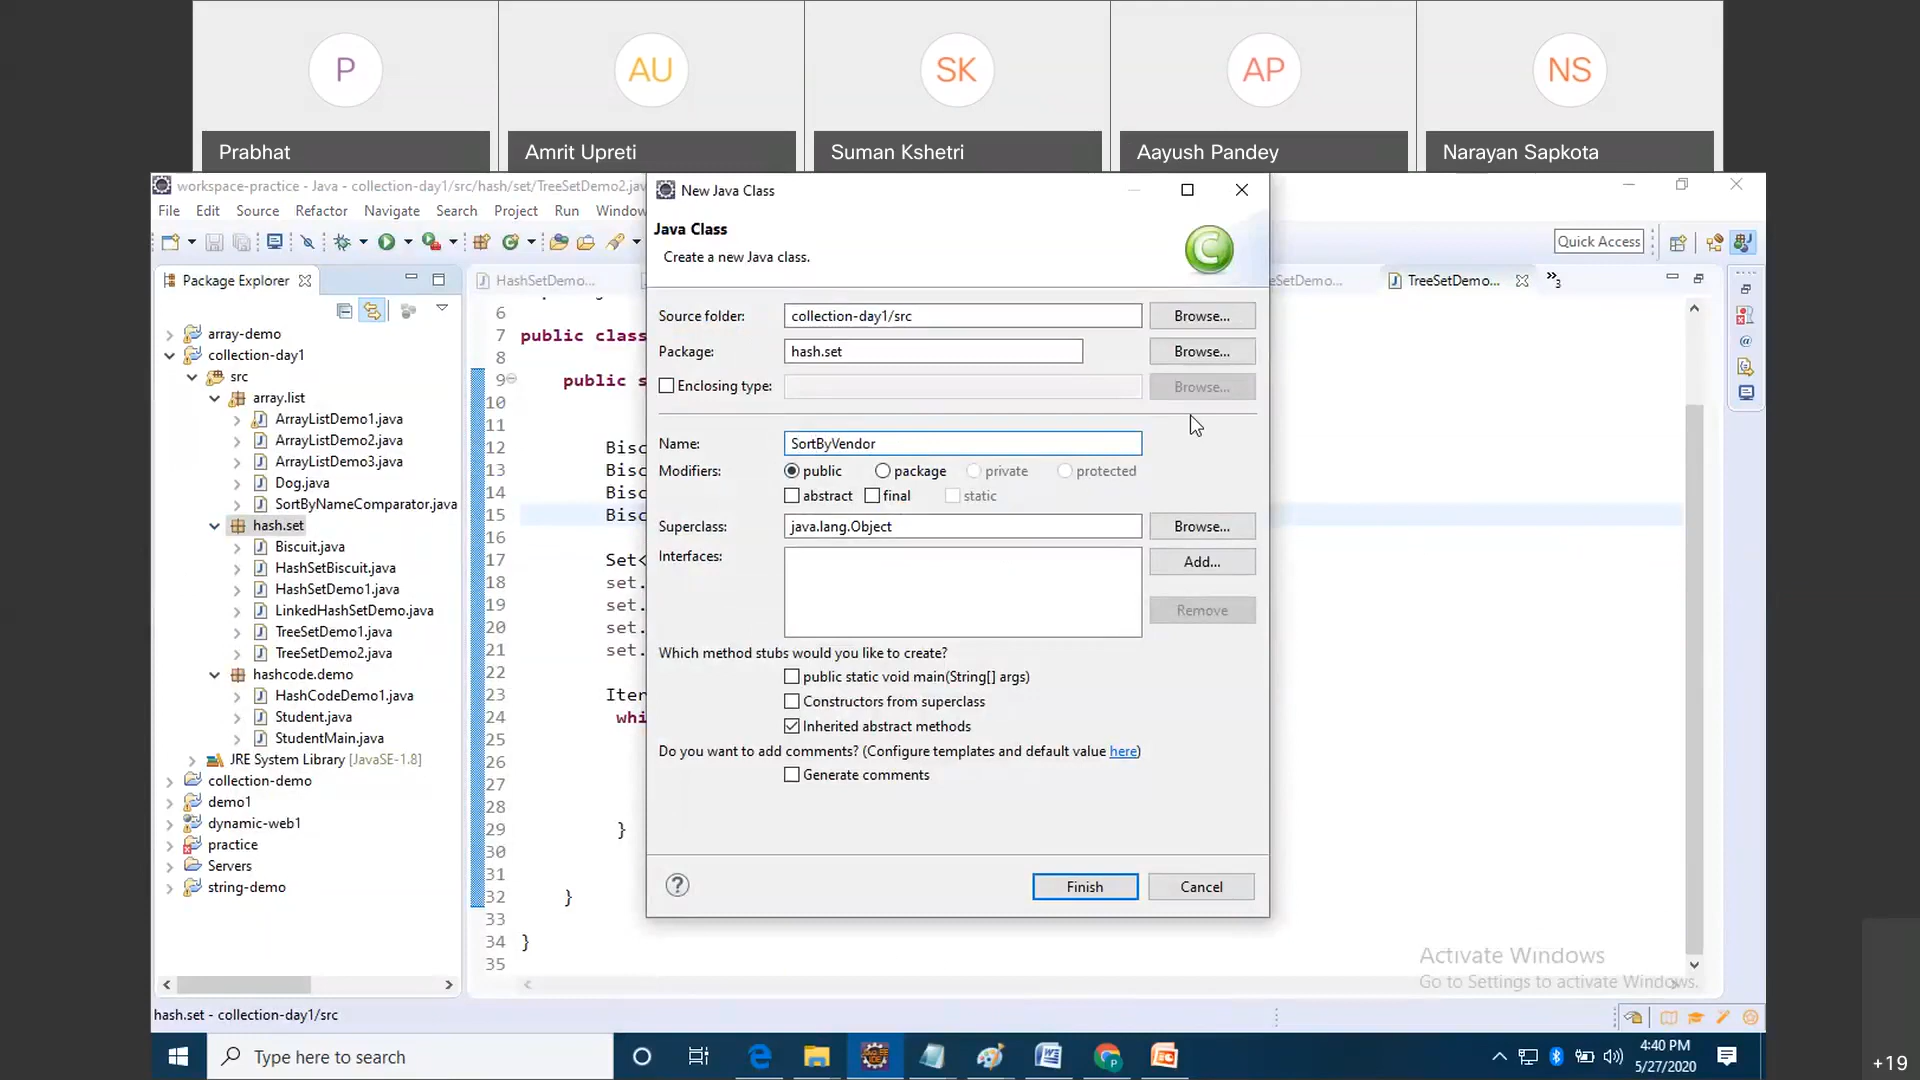 P
AU
SK
AP
NS
Prabhat
Amrit Upreti
Suman Kshetri
Aayush Pandey
Narayan Sapkota
workspace-practice - Java - collection-day1/src/hash/set/TreeSetDemo2.java
File Edit Source Refactor Navigate Search Project Run Window
Quick Access
Package Explorer
array-demo
collection-day1
src
array.list
ArrayListDemo1.java
ArrayListDemo2.java
ArrayListDemo3.java
Dog.java
SortByNameComparator.java
hash.set
Biscuit.java
HashSetBiscuit.java
HashSetDemo1.java
LinkedHashSetDemo.java
TreeSetDemo1.java
TreeSetDemo2.java
hashcode.demo
HashCodeDemo1.java
Student.java
StudentMain.java
JRE System Library [JavaSE-1.8]
collection-demo
demo1
dynamic-web1
practice
Servers
string-demo
HashSetDemo...
eSetDemo...
TreeSetDemo...
3
6
7 public class
8
9 public s
10
11
12 Bisc
13 Bisc
14 Bisc
15 Bisc
16
17 Set<
18 set.
19 set.
20 set.
21 set.
22
23 Iter
24 whi
25
26
27
28
29 }
30
31
32 }
33
34 }
35
New Java Class
Java Class
Create a new Java class.
C
Source folder: collection-day1/src Browse...
Package: hash.set Browse...
Enclosing type: Browse...
Name: SortByVendor
Modifiers: public package private protected
abstract final static
Superclass: java.lang.Object Browse...
Interfaces: Add...
Remove
Which method stubs would you like to create?
public static void main(String[] args)
Constructors from superclass
Inherited abstract methods
Do you want to add comments? (Configure templates and default value here)
Generate comments
?
Finish Cancel
Activate Windows
Go to Settings to activate Windows.
hash.set - collection-day1/src
Type here to search
4:40 PM
5/27/2020
+19